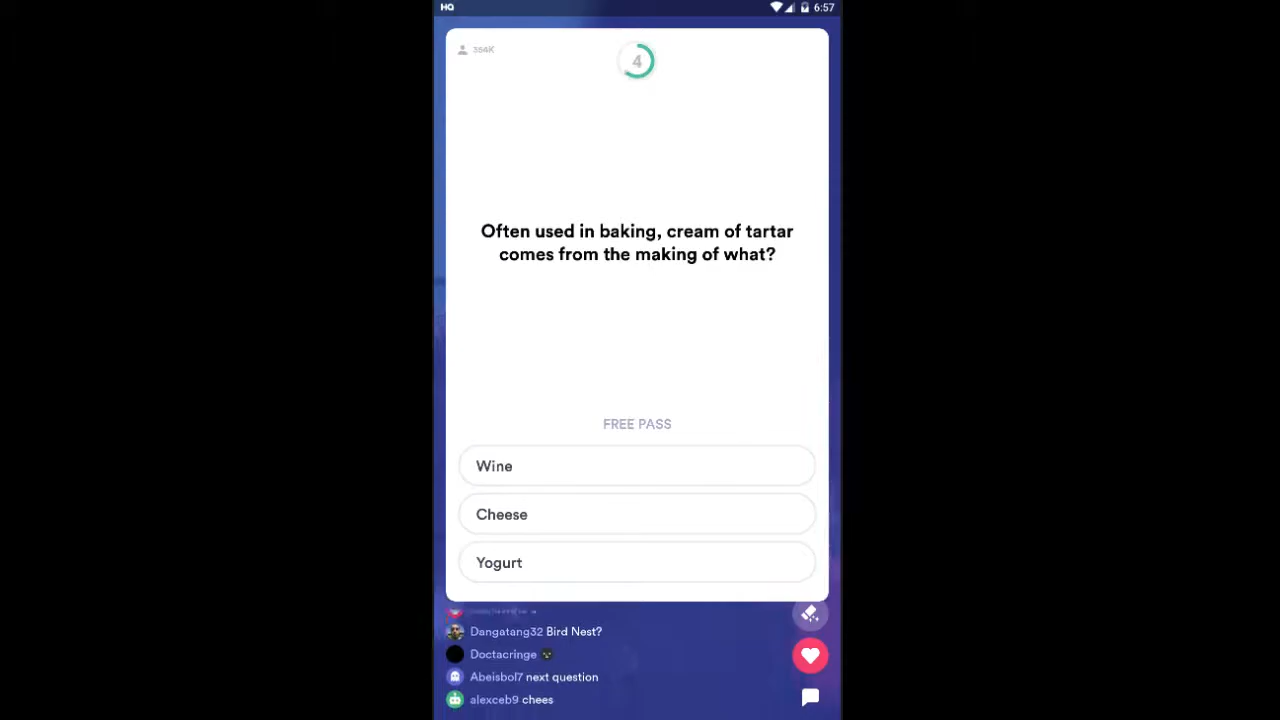 HQ
6:57
364K
4
Often used in baking, cream of tartar
comes from the making of what?
FREE PASS
Wine
Cheese
Yogurt
Dangatang32 Bird Nest?
Doctacringe
Abeisbol7 next question
alexceb9 chees